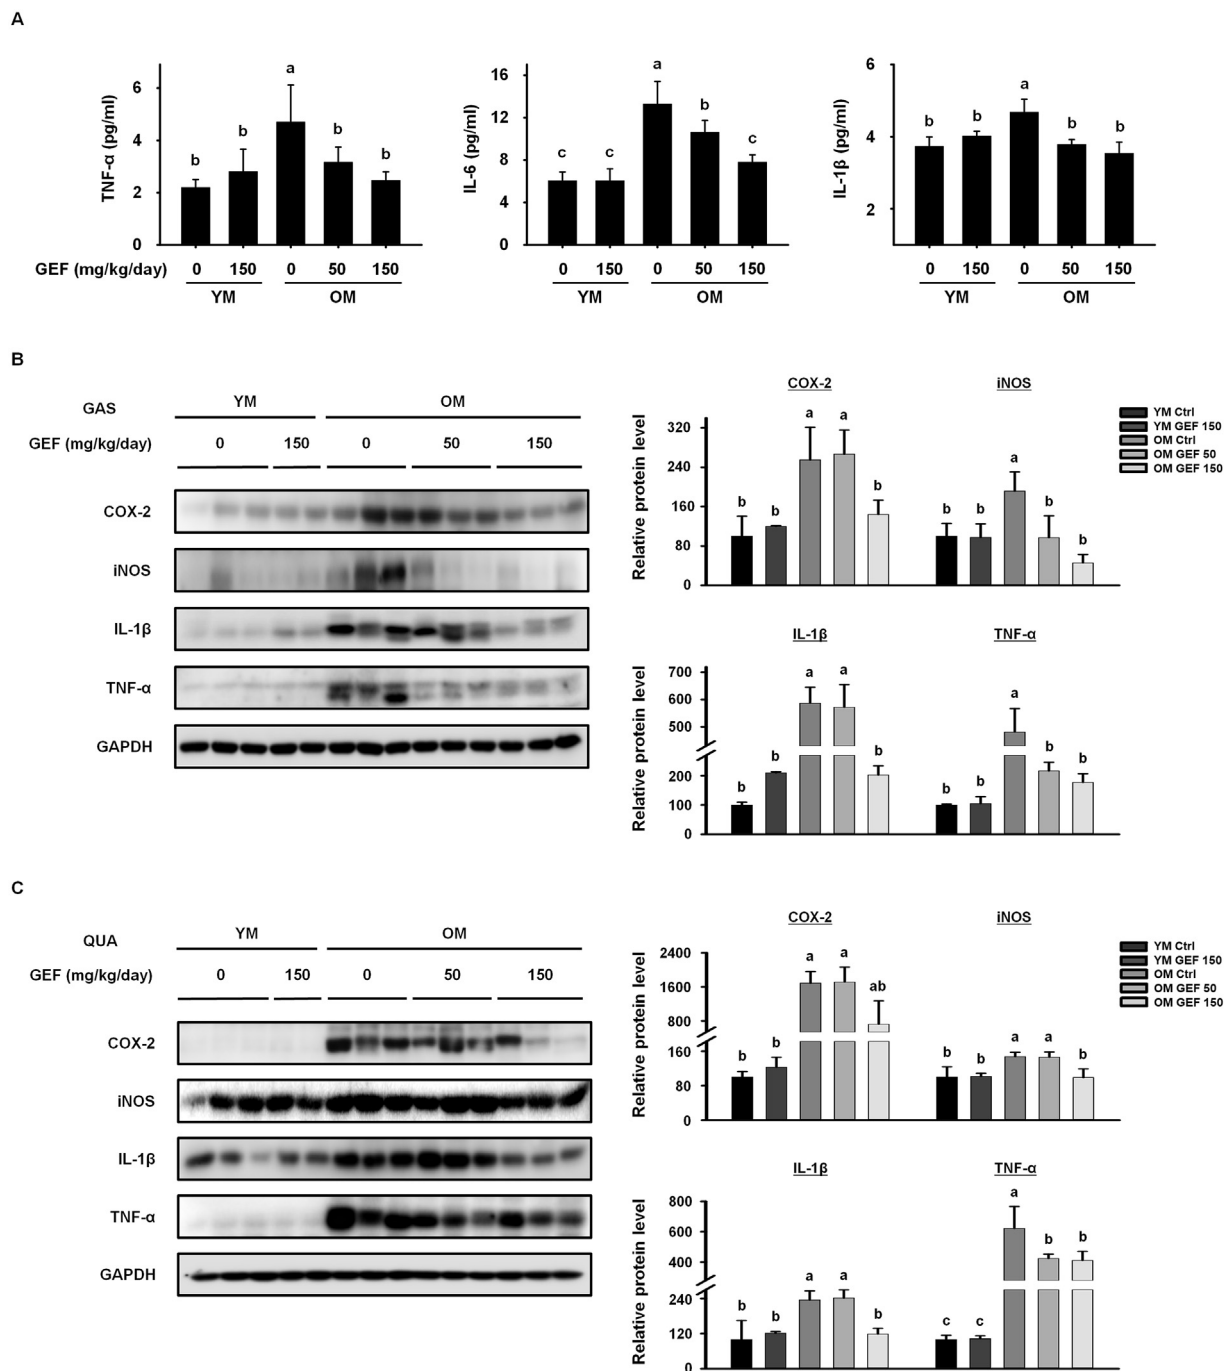 A
a
b b b b
TNF-α (pg/ml)
6
4
2
0
a
b
c c c
IL-6 (pg/ml)
16
12
8
4
0
a
b b b b
IL-1β (pg/ml)
6
4
2
GEF (mg/kg/day)
0 150 0 50 150
YM OM
0 150 0 50 150
YM OM
0 150 0 50 150
YM OM
B
GAS
YM OM
GEF (mg/kg/day) 0 150 0 50 150
COX-2
iNOS
IL-1β
TNF-α
GAPDH
COX-2 iNOS
Relative protein level
320
240
160
80
0
b b a a b
b b a b b
YM Ctrl
YM GEF 150
OM Ctrl
OM GEF 50
OM GEF 150
IL-1β TNF-α
Relative protein level
700
600
500
200
100
0
b b a a b
b b a b b
C
QUA
YM OM
GEF (mg/kg/day) 0 150 0 50 150
COX-2
iNOS
IL-1β
TNF-α
GAPDH
COX-2 iNOS
Relative protein level
2400
1600
800
160
80
0
b b a a ab
b b a a b
YM Ctrl
YM GEF 150
OM Ctrl
OM GEF 50
OM GEF 150
IL-1β TNF-α
Relative protein level
800
600
400
240
120
0
b b a a b
c c a b b